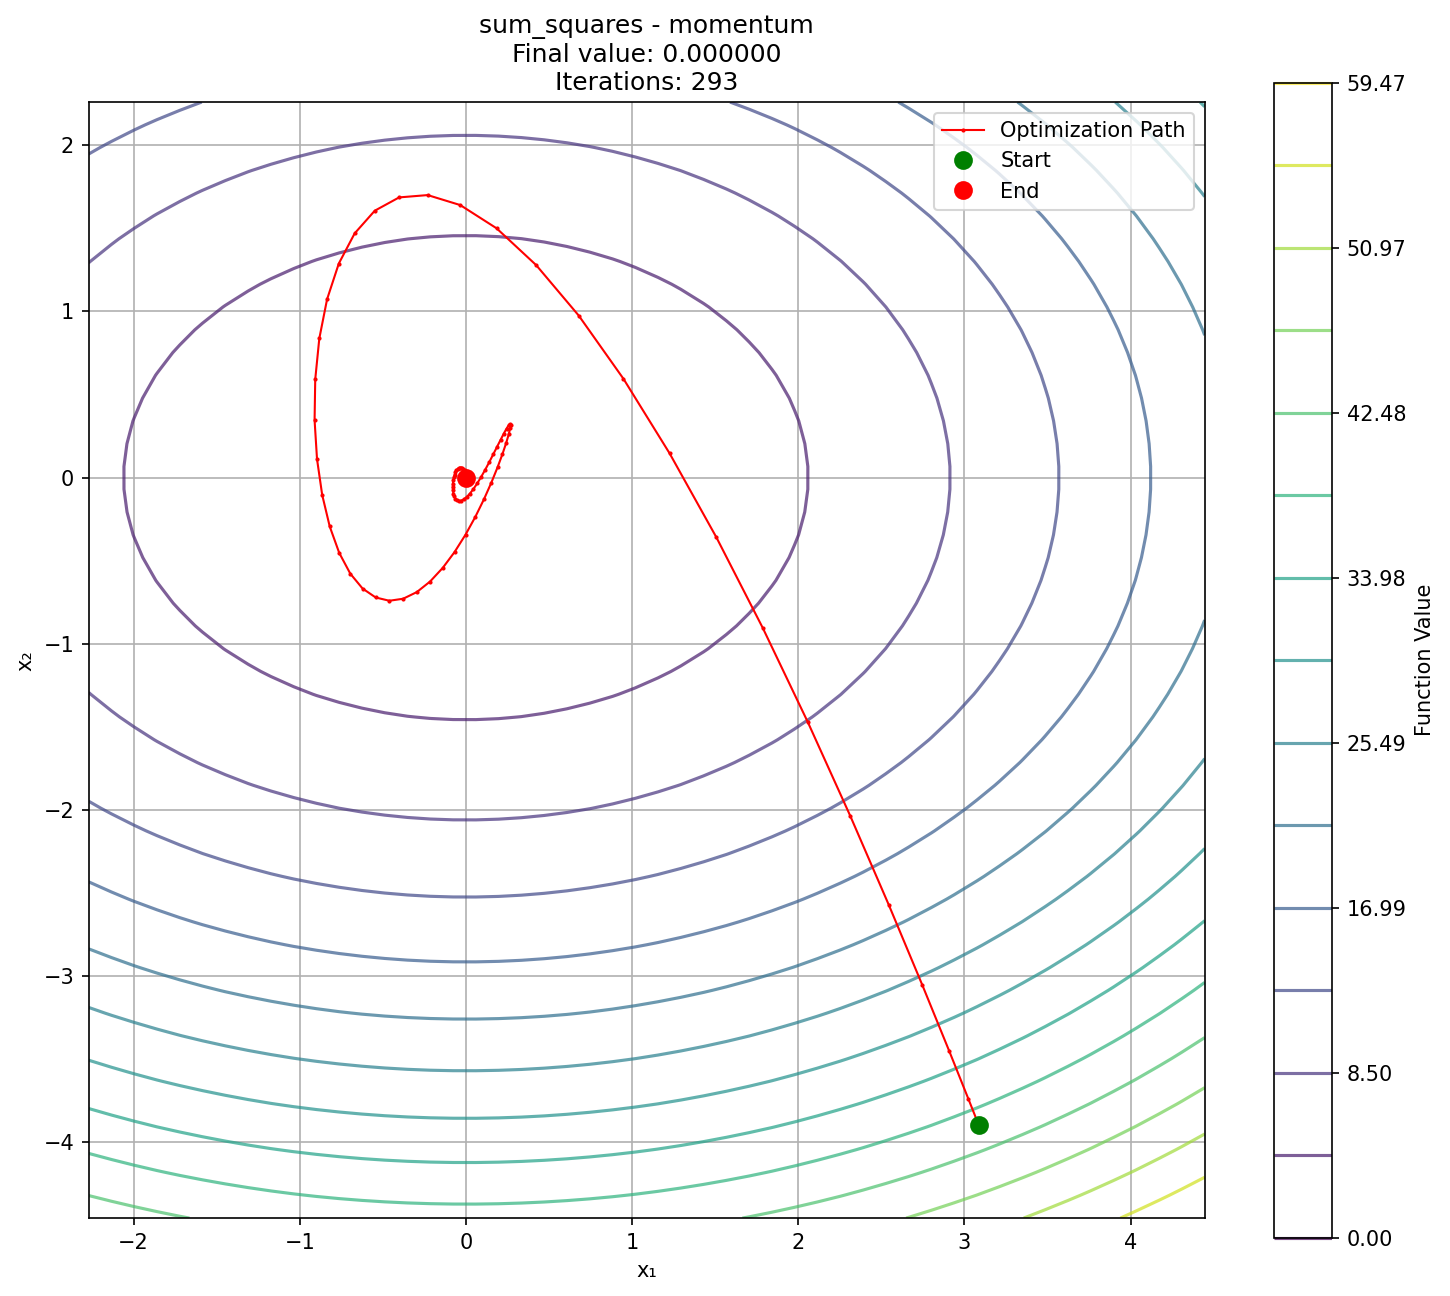 sum_squares - momentum
Final value: 0.000000
Iterations: 293
Optimization Path
Start
End
2
1
0
−1
−2
−3
−4
x₂
−2
−1
0
1
2
3
4
x₁
59.47
50.97
42.48
33.98
25.49
16.99
8.50
0.00
Function Value